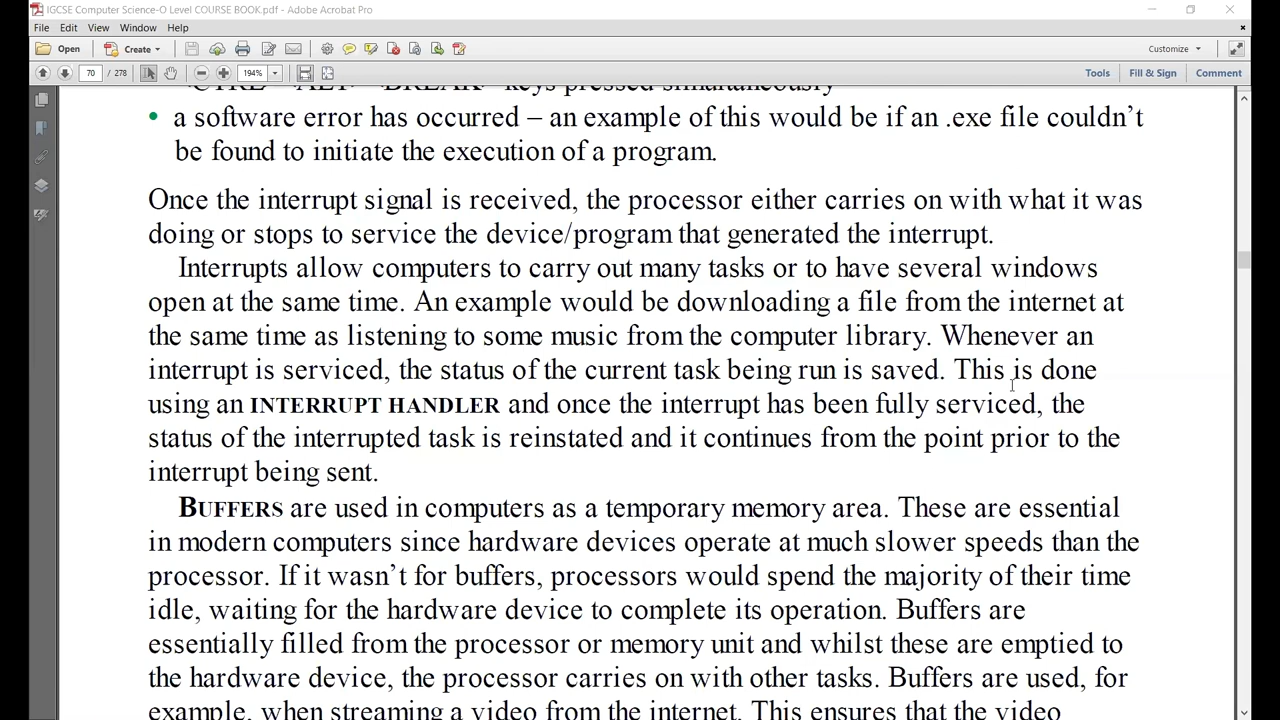 IGCSE Computer Science-O Level COURSE BOOK.pdf - Adobe Acrobat Pro
File Edit View Window Help
Open Create Customize
70 / 278 194% Tools Fill & Sign Comment
keys pressed simultaneously
• a software error has occurred – an example of this would be if an .exe file couldn’t
be found to initiate the execution of a program.
Once the interrupt signal is received, the processor either carries on with what it was
doing or stops to service the device/program that generated the interrupt.
Interrupts allow computers to carry out many tasks or to have several windows
open at the same time. An example would be downloading a file from the internet at
the same time as listening to some music from the computer library. Whenever an
interrupt is serviced, the status of the current task being run is saved. This is done
using an INTERRUPT HANDLER and once the interrupt has been fully serviced, the
status of the interrupted task is reinstated and it continues from the point prior to the
interrupt being sent.
BUFFERS are used in computers as a temporary memory area. These are essential
in modern computers since hardware devices operate at much slower speeds than the
processor. If it wasn’t for buffers, processors would spend the majority of their time
idle, waiting for the hardware device to complete its operation. Buffers are
essentially filled from the processor or memory unit and whilst these are emptied to
the hardware device, the processor carries on with other tasks. Buffers are used, for
example, when streaming a video from the internet. This ensures that the video